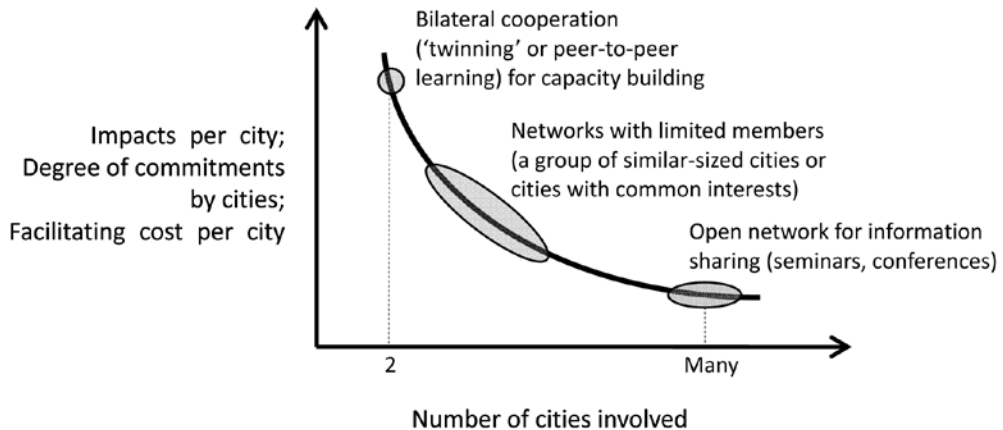 Bilateral cooperation
(‘twinning’ or peer-to-peer
learning) for capacity building
Impacts per city;
Degree of commitments
by cities;
Facilitating cost per city
Networks with limited members
(a group of similar-sized cities or
cities with common interests)
Open network for information
sharing (seminars, conferences)
2
Many
Number of cities involved